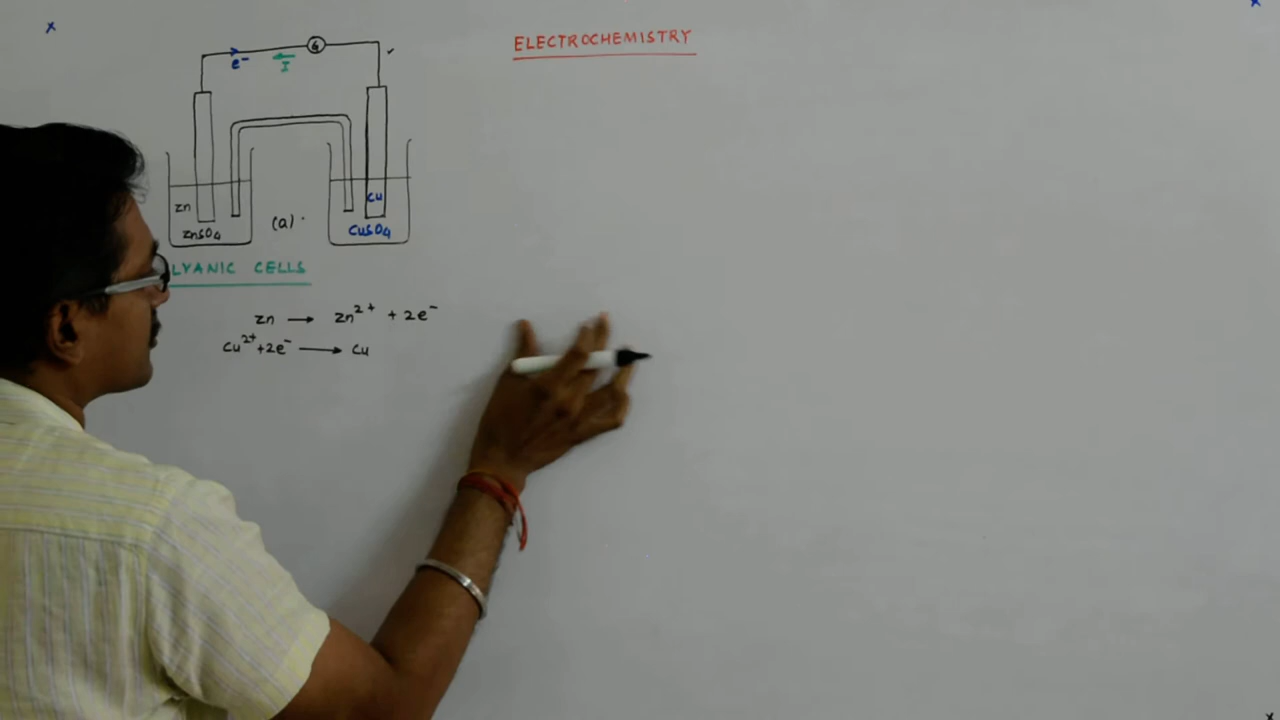 ELECTROCHEMISTRY
G
e⁻
I
Zn
Cu
ZnSO4
(a)
CuSO4
LVANIC CELLS
Zn → Zn²⁺ + 2e⁻
Cu²⁺+2e⁻ → Cu